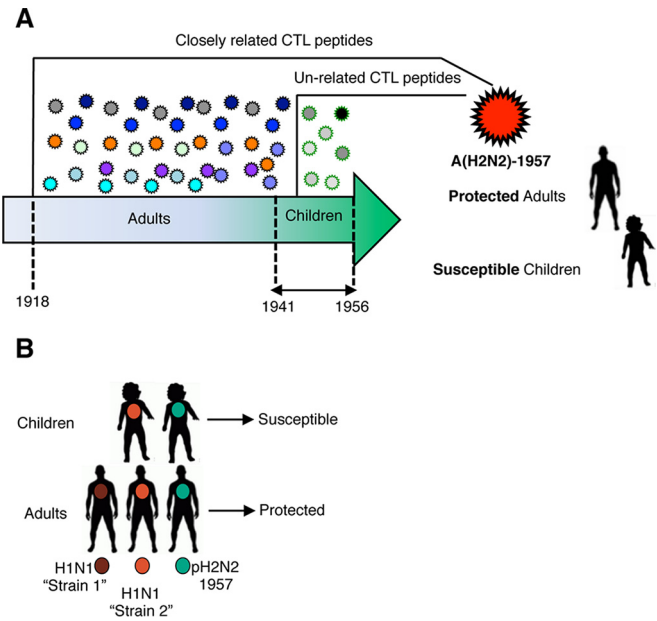 A
Closely related CTL peptides
Un-related CTL peptides
A(H2N2)-1957
Protected Adults
Adults
Children
Susceptible Children
1918
1941
1956
B
Children
Susceptible
Adults
Protected
H1N1
“Strain 1”
H1N1
“Strain 2”
pH2N2
1957